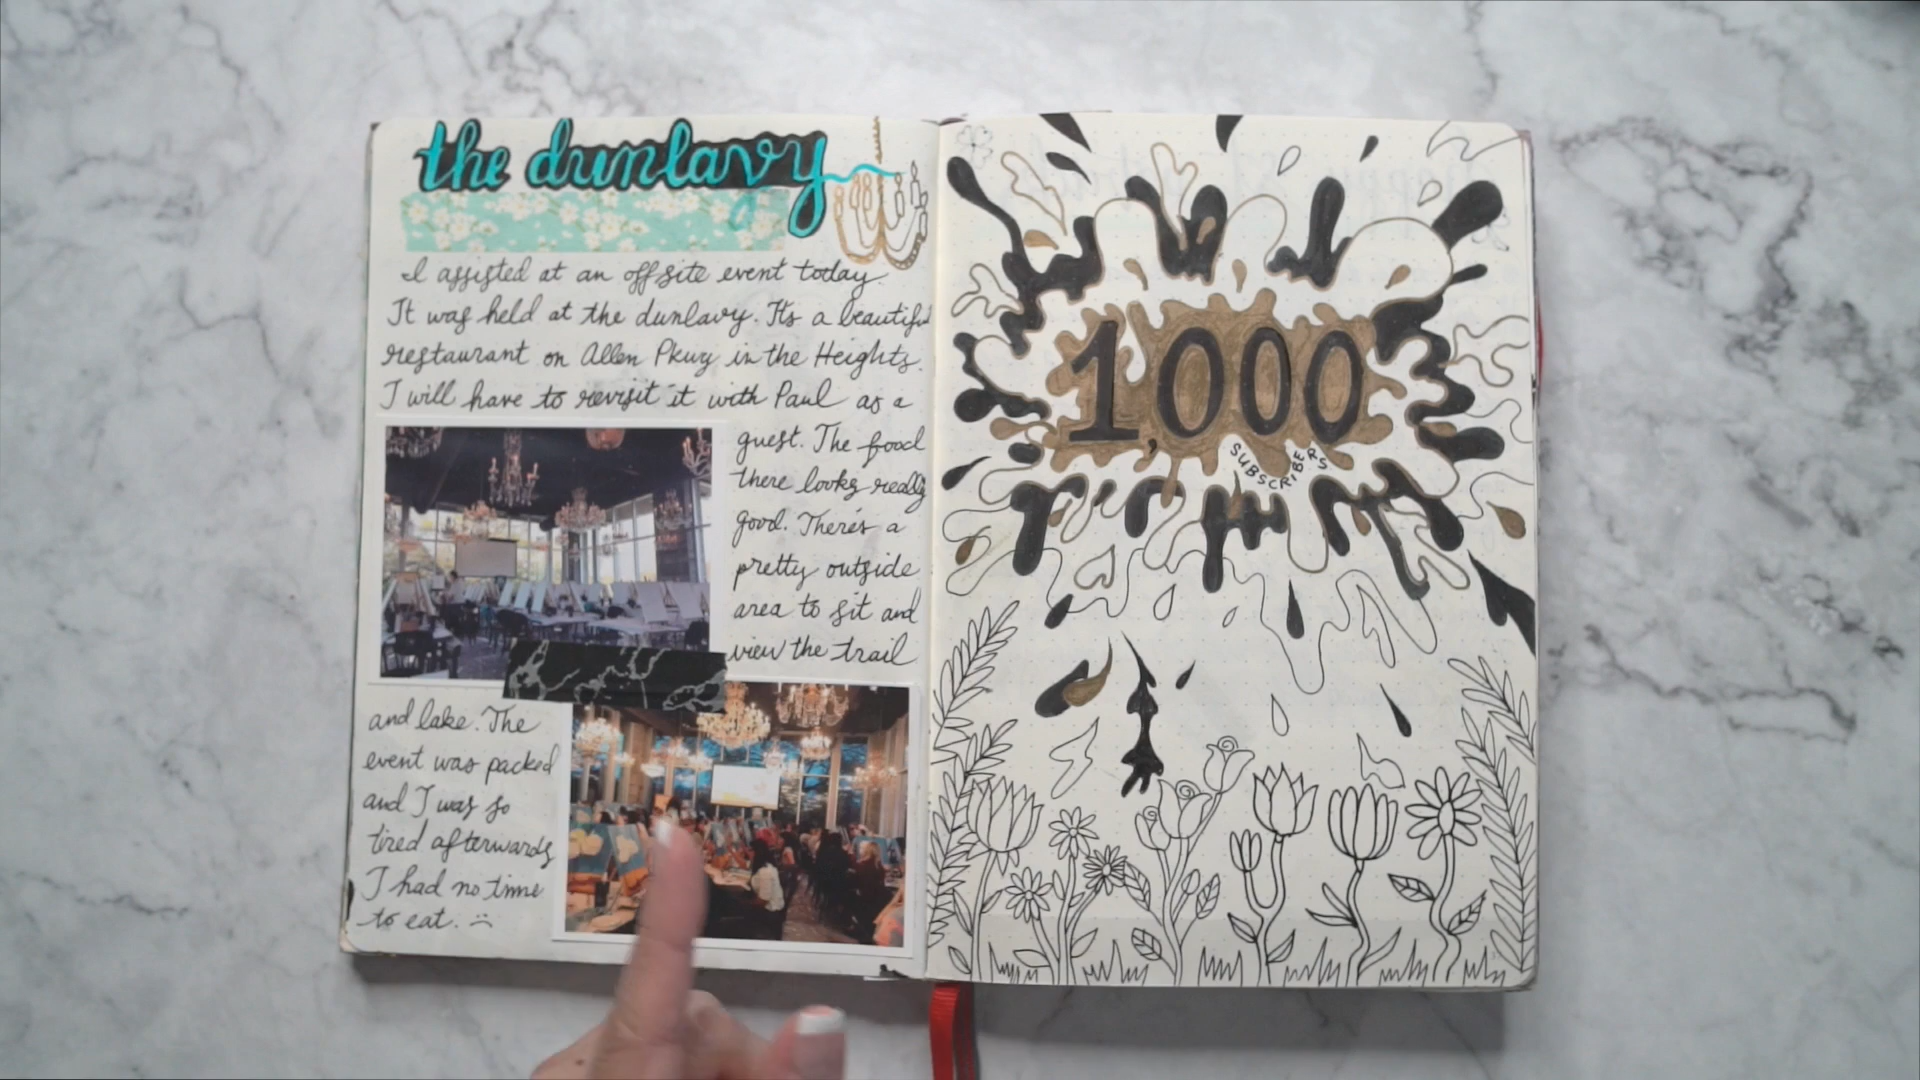 the dunlavy
I assisted at an offsite event today.
It was held at the dunlavy. It's a beautiful
restaurant on Allen Pkwy in the Heights.
I will have to revisit it with Paul as a
guest. The food
there looks really
good. There's a
pretty outside
area to sit and
view the trail
and lake. The
event was packed
and I was so
tired afterwards
I had no time
to eat. :(
1,000
SUBSCRIBERS